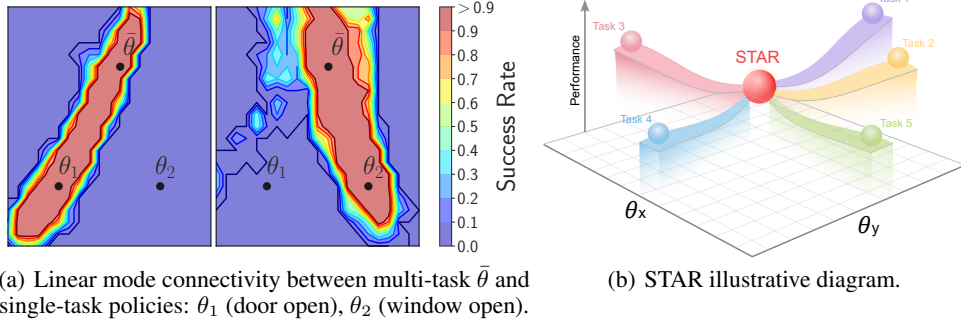 θ̄
θ₁
θ₂
θ̄
θ₁
θ₂
> 0.9
0.9
0.8
0.7
0.6
0.5
0.4
0.3
0.2
0.1
0.0
Success Rate
Performance
Task 3
STAR
Task 2
Task 4
Task 5
θx
θy
(a) Linear mode connectivity between multi-task θ̄ and
single-task policies: θ₁ (door open), θ₂ (window open).
(b) STAR illustrative diagram.